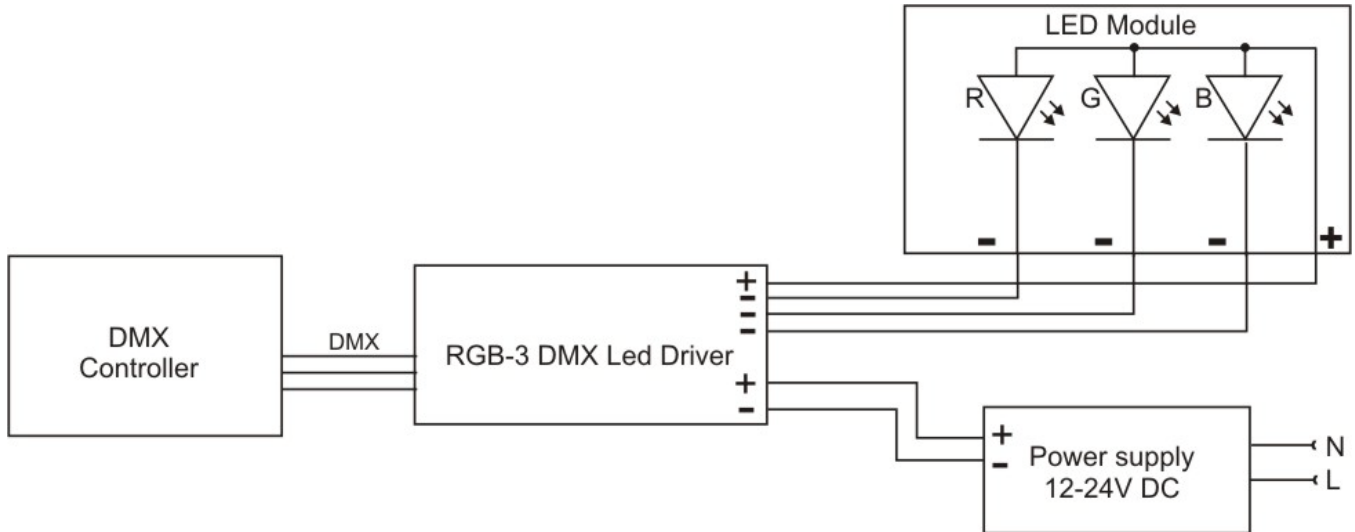 LED Module
R
G
B
- - - +
DMX
Controller
DMX
RGB-3 DMX Led Driver
+
-
-
-
+
-
+
-
Power supply
12-24V DC
N
L